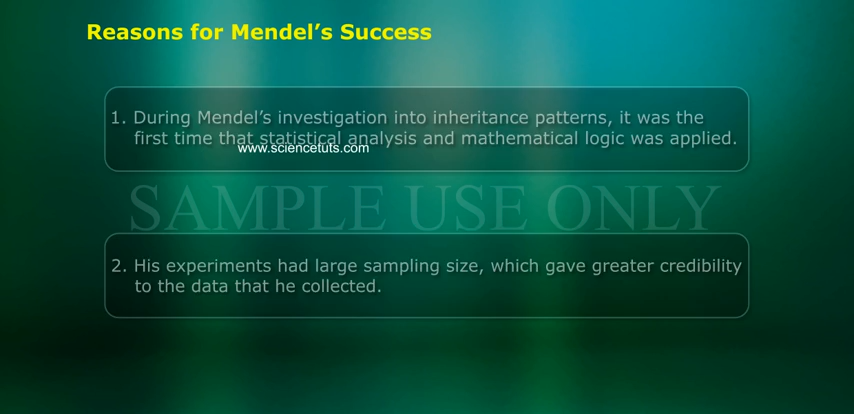 Reasons for Mendel’s Success
1. During Mendel’s investigation into inheritance patterns, it was the
first time that statistical analysis and mathematical logic was applied.
www.sciencetuts.com
SAMPLE USE ONLY
2. His experiments had large sampling size, which gave greater credibility
to the data that he collected.